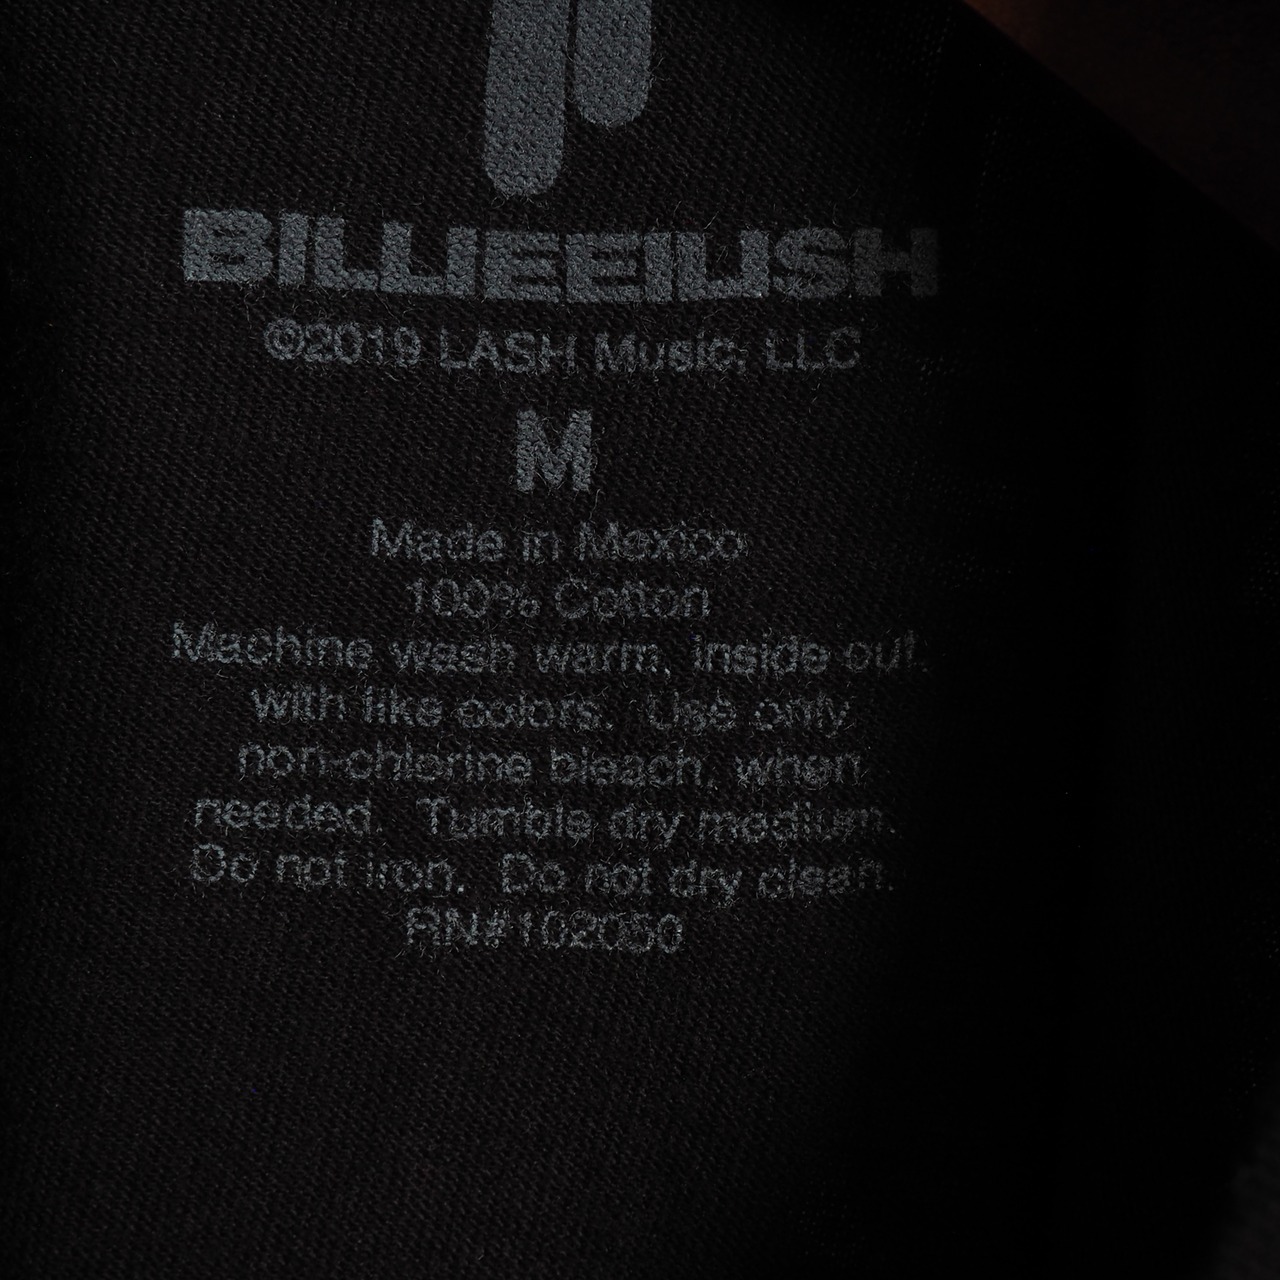 BILLIEEILISH
©2019 LASH Music, LLC
M
Made in Mexico
100% Cotton
Machine wash warm, inside out,
with like colors. Use only
non-chlorine bleach, when
needed. Tumble dry medium.
Do not iron. Do not dry clean.
RN#102050